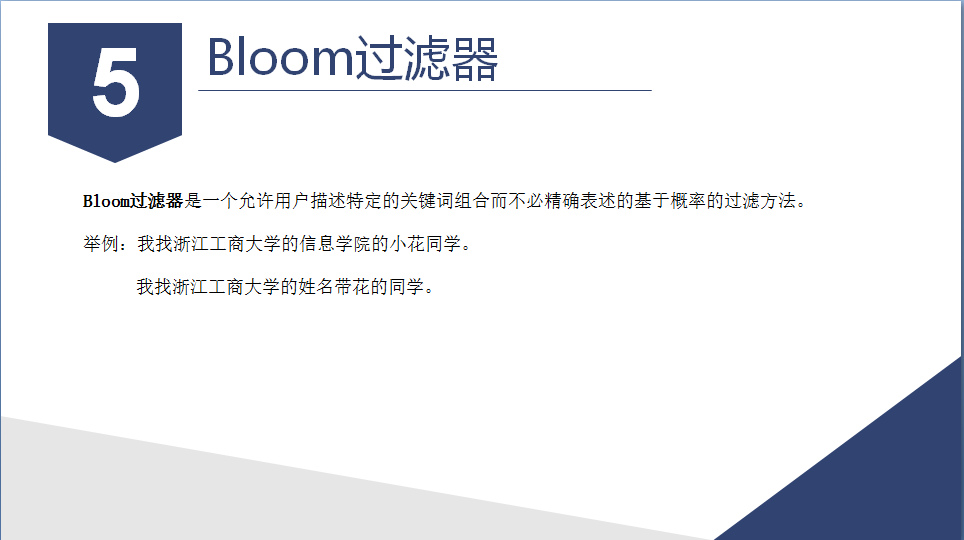 5
Bloom过滤器
Bloom过滤器是一个允许用户描述特定的关键词组合而不必精确表述的基于概率的过滤方法。
举例：我找浙江工商大学的信息学院的小花同学。
我找浙江工商大学的姓名带花的同学。